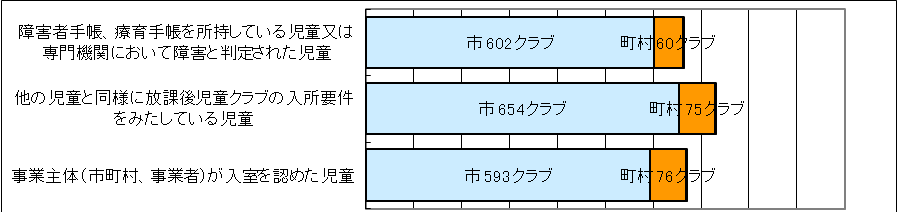 障害者手帳、療育手帳を所持している児童又は
専門機関において障害と判定された児童
市602クラブ
町村60クラブ
他の児童と同様に放課後児童クラブの入所要件
をみたしている児童
市654クラブ
町村75クラブ
事業主体(市町村、事業者)が入室を認めた児童
市593クラブ
町村76クラブ